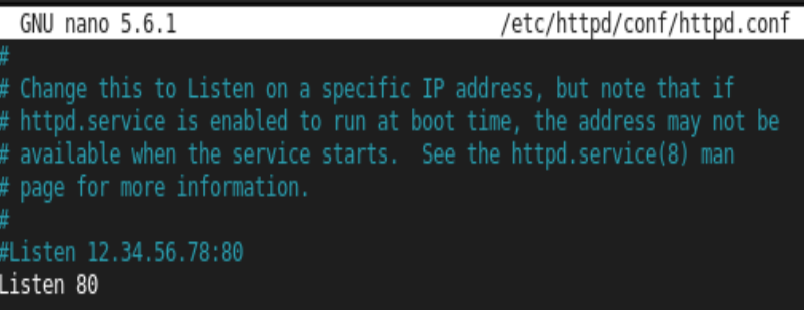 GNU nano 5.6.1 /etc/httpd/conf/httpd.conf
#
# Change this to Listen on a specific IP address, but note that if
# httpd.service is enabled to run at boot time, the address may not be
# available when the service starts.  See the httpd.service(8) man
# page for more information.
#
#Listen 12.34.56.78:80
Listen 80